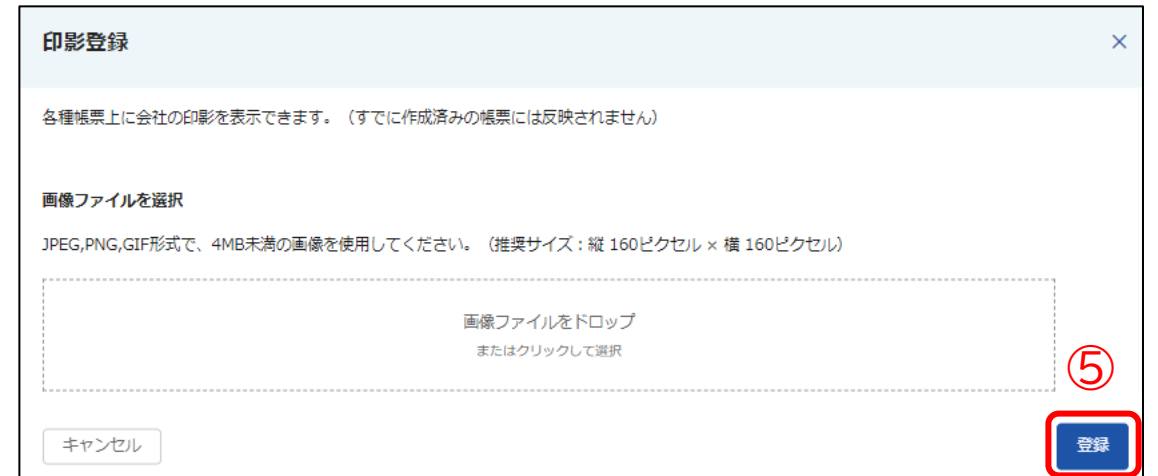 印影登録
×
各種帳票上に会社の印影を表示できます。（すでに作成済みの帳票には反映されません）
画像ファイルを選択
JPEG,PNG,GIF形式で、4MB未満の画像を使用してください。（推奨サイズ：縦 160ピクセル × 横 160ピクセル）
画像ファイルをドロップ
またはクリックして選択
⑤
キャンセル
登録